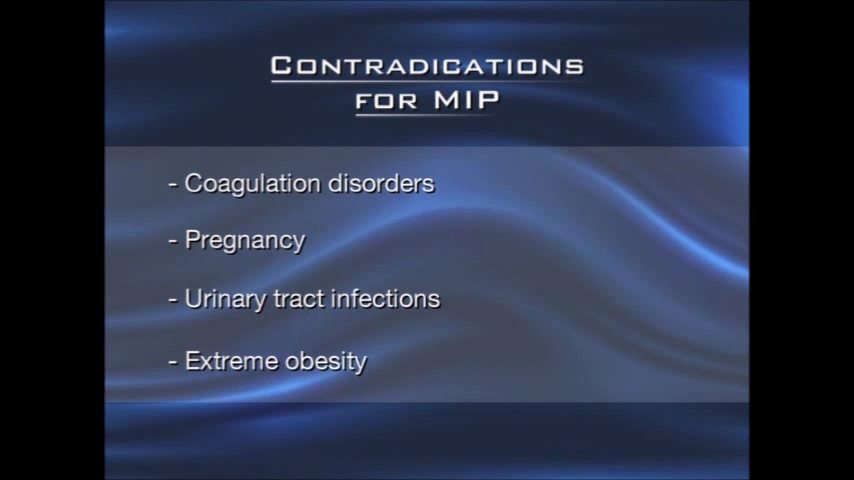 CONTRADICATIONS
FOR MIP
- Coagulation disorders
- Pregnancy
- Urinary tract infections
- Extreme obesity